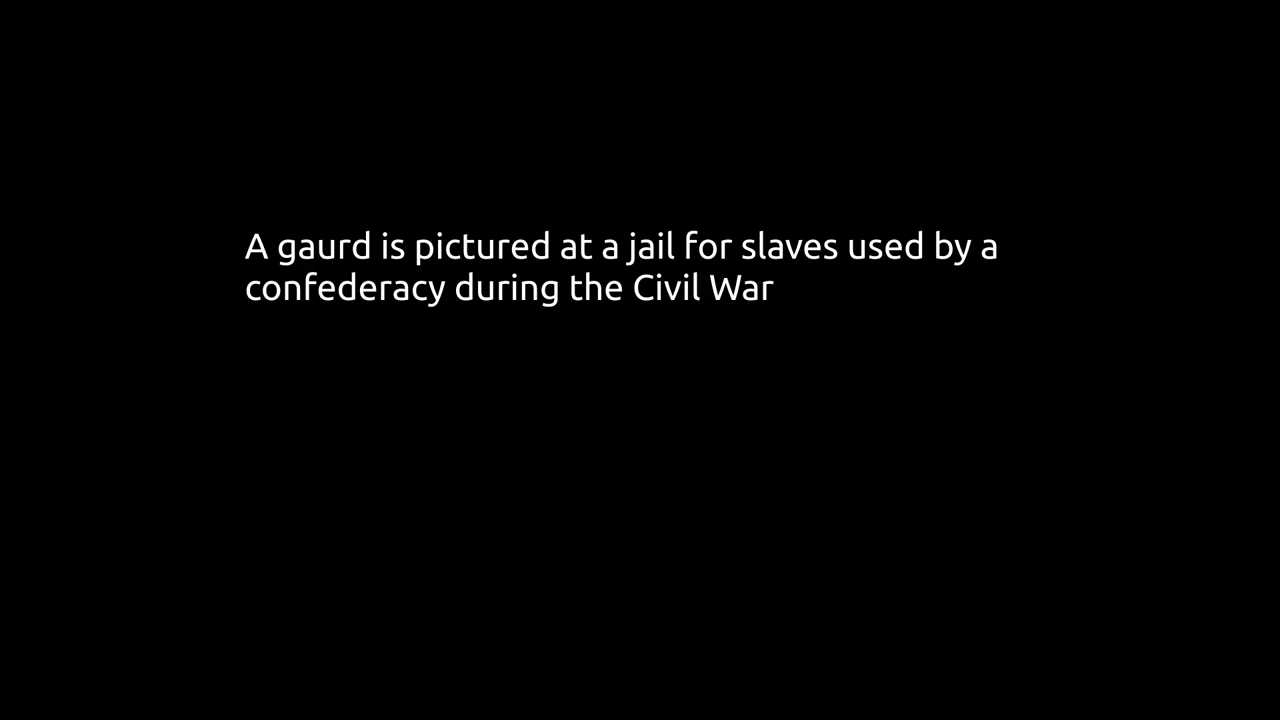 A gaurd is pictured at a jail for slaves used by a
confederacy during the Civil War